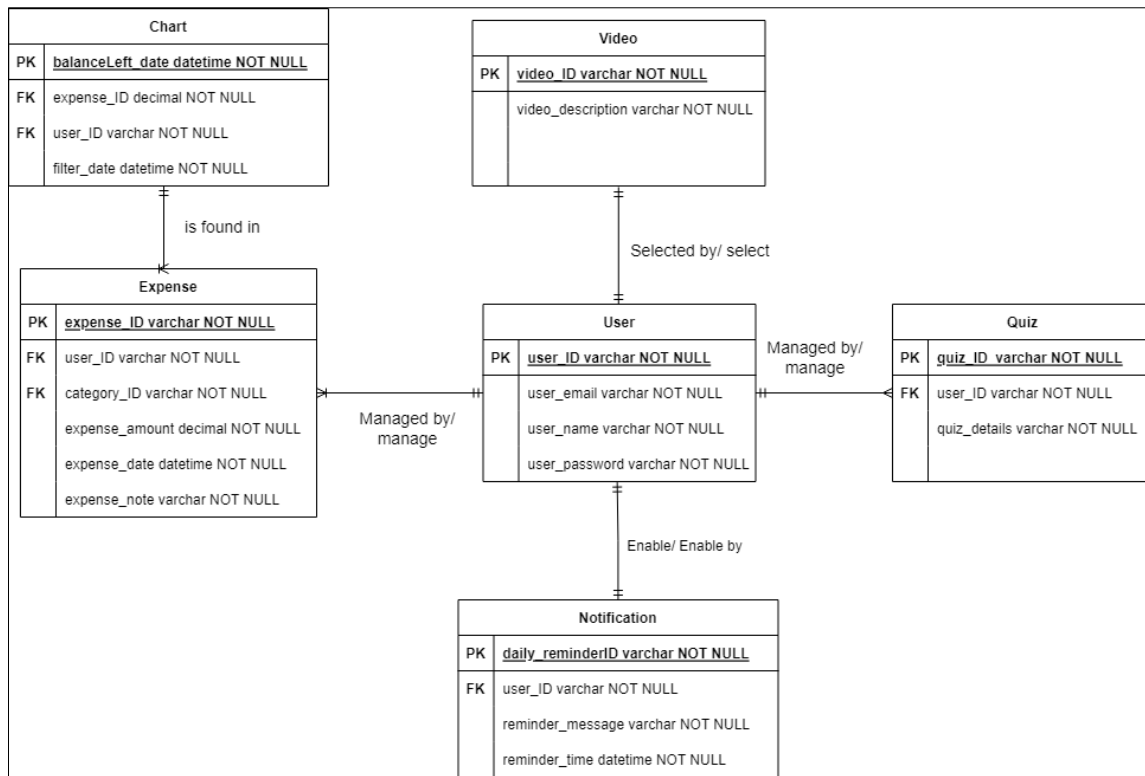 Chart
PK balanceLeft_date datetime NOT NULL
FK expense_ID decimal NOT NULL
FK user_ID varchar NOT NULL
filter_date datetime NOT NULL
Video
PK video_ID varchar NOT NULL
video_description varchar NOT NULL
is found in
Selected by/ select
Expense
PK expense_ID varchar NOT NULL
FK user_ID varchar NOT NULL
FK category_ID varchar NOT NULL
expense_amount decimal NOT NULL
expense_date datetime NOT NULL
expense_note varchar NOT NULL
Managed by/
manage
User
PK user_ID varchar NOT NULL
user_email varchar NOT NULL
user_name varchar NOT NULL
user_password varchar NOT NULL
Managed by/
manage
Quiz
PK quiz_ID varchar NOT NULL
FK user_ID varchar NOT NULL
quiz_details varchar NOT NULL
Enable/ Enable by
Notification
PK daily_reminderID varchar NOT NULL
FK user_ID varchar NOT NULL
reminder_message varchar NOT NULL
reminder_time datetime NOT NULL